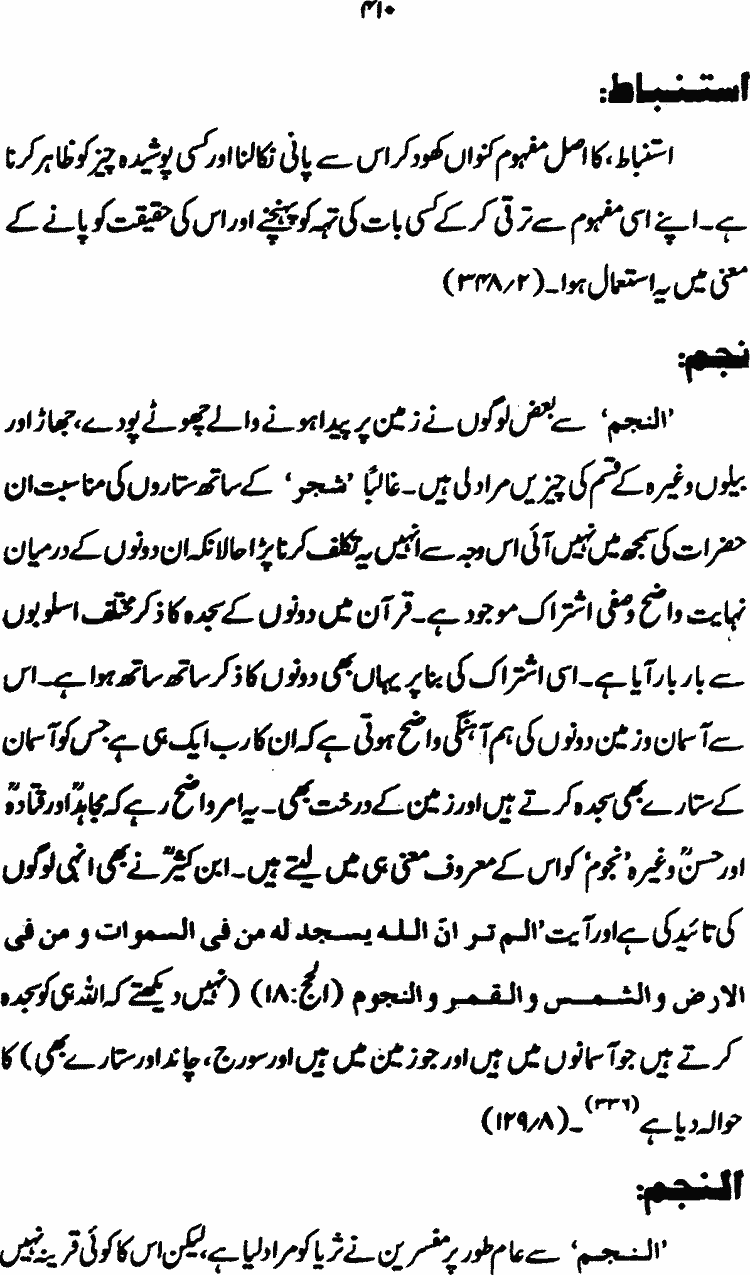 ۴۱۰
استنباط:
استنباط، کا اصل مفہوم کنواں کھود کر اس سے پانی نکالنا اور کسی پوشیدہ چیز کو ظاہر کرنا
ہے۔ اپنے اسی مفہوم سے ترقی کر کے کسی بات کی تہہ کو پہنچنے اور اس کی حقیقت کو پانے کے
معنی میں یہ استعمال ہوا۔ (۳۴۸/۲)
نجم:
’النجم‘ سے بعض لوگوں نے زمین پر پیدا ہونے والے چھوٹے پودے، جھاڑ اور
بیلوں وغیرہ کے قسم کی چیزیں مراد لی ہیں۔ غالباً ’شجر‘ کے ساتھ ستاروں کی مناسبت ان
حضرات کی سمجھ میں نہیں آئی اس وجہ سے انہیں یہ تکلف کرنا پڑا حالانکہ ان دونوں کے درمیان
نہایت واضح وصفی اشتراک موجود ہے۔ قرآن میں دونوں کے سجدہ کا ذکر مختلف اسلوبوں
سے بار بار آیا ہے۔ اسی اشتراک کی بنا پر یہاں بھی دونوں کا ذکر ساتھ ساتھ ہوا ہے۔ اس
سے آسمان و زمین دونوں کی ہم آہنگی واضح ہوتی ہے کہ ان کا رب ایک ہی ہے جس کو آسمان
کے ستارے بھی سجدہ کرتے ہیں اور زمین کے درخت بھی۔ یہ امر واضح رہے کہ مجاہدؒ اور قتادہؒ
اور حسنؒ وغیرہ ’نجوم‘ کو اس کے معروف معنی ہی میں لیتے ہیں۔ ابن کثیرؒ نے بھی انہی لوگوں
کی تائید کی ہے اور آیت ’الم تر انّ اللہ یسجد لہ من فی السموات و من فی
الارض و الشمس و القمر و النجوم (الحج:۱۸) (نہیں دیکھتے کہ اللہ ہی کو سجدہ
کرتے ہیں جو آسمانوں میں ہیں اور جو زمین میں ہیں اور سورج، چاند اور ستارے بھی) کا
حوالہ دیا ہے (۳۳۶)۔ (۱۲۹/۸)
النجم:
’النجم‘ سے عام طور پر مفسرین نے ثریا کو مراد لیا ہے، لیکن اس کا کوئی قرینہ نہیں